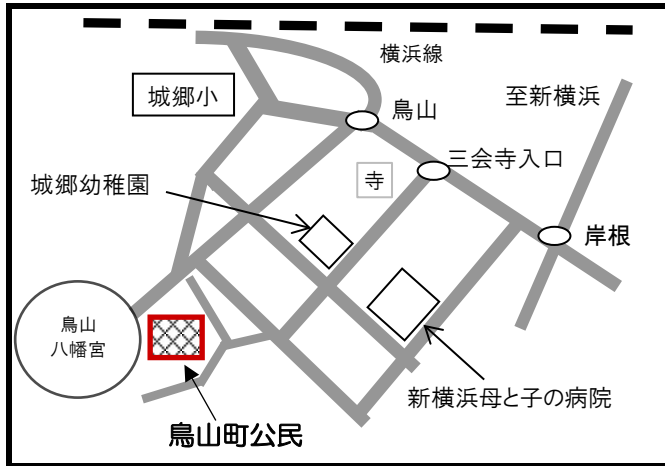 横浜線
城郷小
至新横浜
鳥山
三会寺入口
寺
城郷幼稚園
岸根
鳥山
八幡宮
新横浜母と子の病院
鳥山町公民